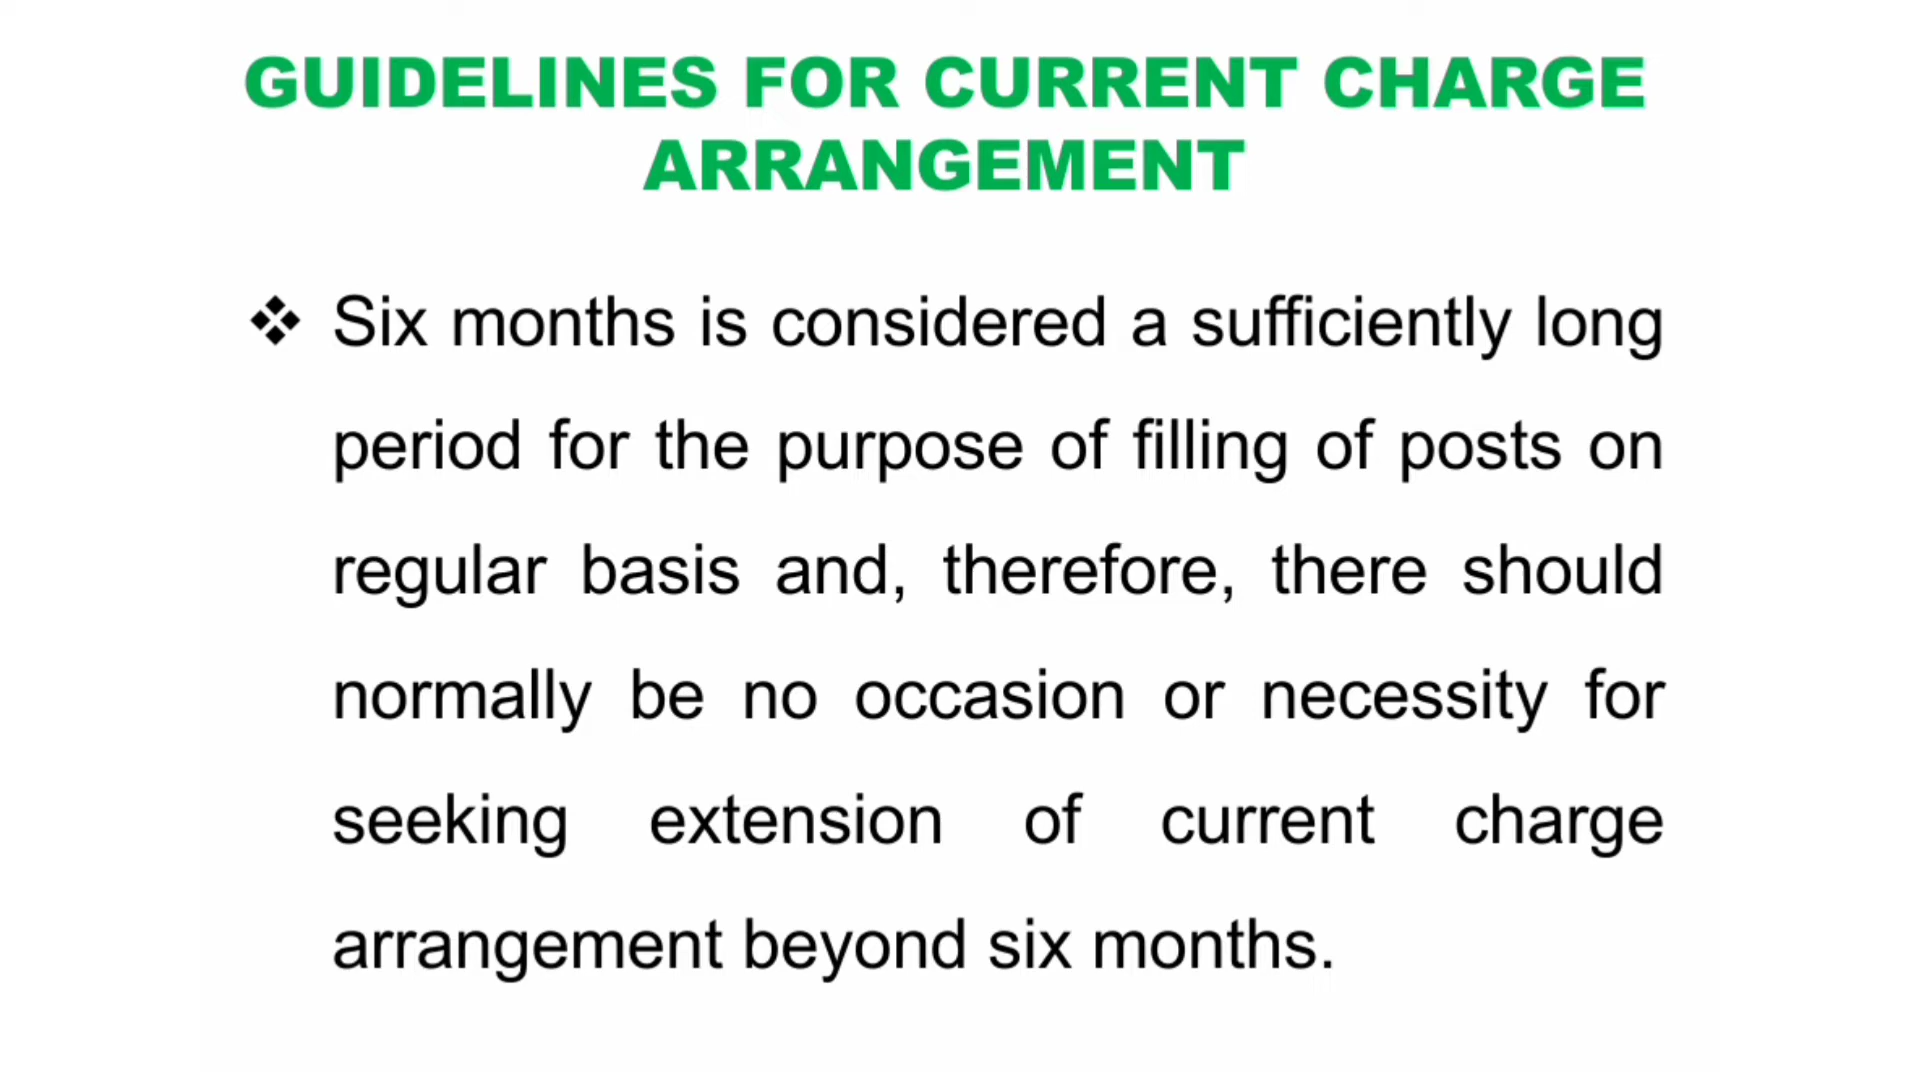 GUIDELINES FOR CURRENT CHARGE
ARRANGEMENT
❖ Six months is considered a sufficiently long
period for the purpose of filling of posts on
regular basis and, therefore, there should
normally be no occasion or necessity for
seeking extension of current charge
arrangement beyond six months.